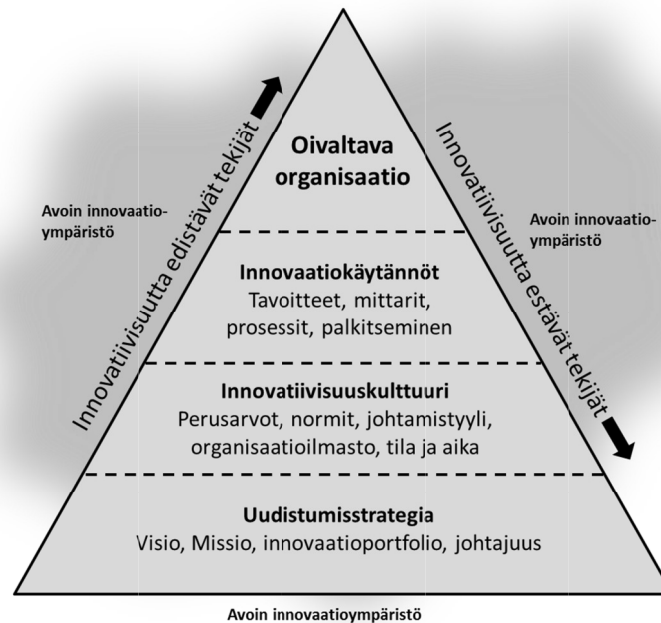 Oivaltava
organisaatio
Innovatiivisuutta edistävät tekijät
Innovatiivisuutta estävät tekijät
Avoin innovaatio-
ympäristö
Avoin innovaatio-
ympäristö
Innovaatiokäytännöt
Tavoitteet, mittarit,
prosessit, palkitseminen
Innovatiivisuuskulttuuri
Perusarvot, normit, johtamistyyli,
organisaatioilmasto, tila ja aika
Uudistumisstrategia
Visio, Missio, innovaatioportfolio, johtajuus
Avoin innovaatioympäristö